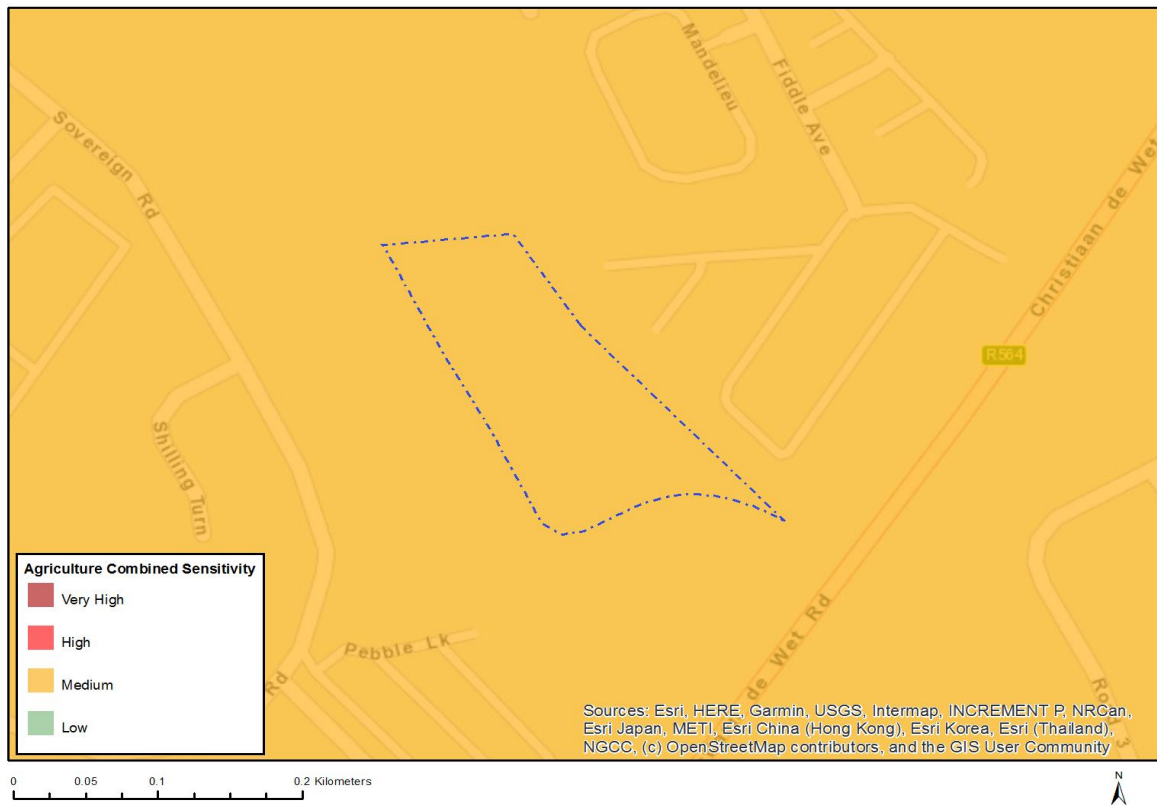 Mandelieu
Fiddle Ave
Sovereign Rd
Christiaan de Wet
R564
Shilling Turn
Agriculture Combined Sensitivity
Very High
High
Medium
Low
Pebble Lk
Rd
de Wet Rd
Road 3
Sources: Esri, HERE, Garmin, USGS, Intermap, INCREMENT P, NRCan,
Esri Japan, METI, Esri China (Hong Kong), Esri Korea, Esri (Thailand),
NGCC, (c) OpenStreetMap contributors, and the GIS User Community
0 0.05 0.1 0.2 Kilometers
N